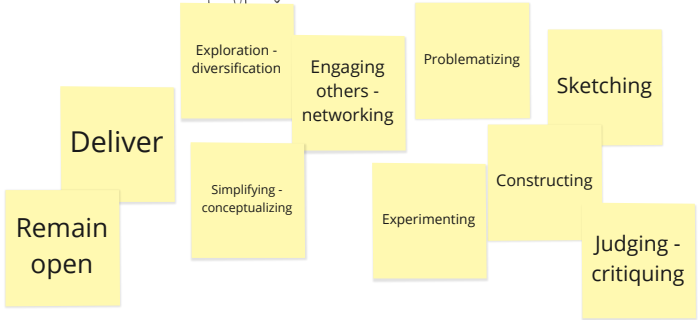 Exploration -
diversification
Engaging
others -
networking
Problematizing
Sketching
Deliver
Simplifying -
conceptualizing
Constructing
Experimenting
Remain
open
Judging -
critiquing